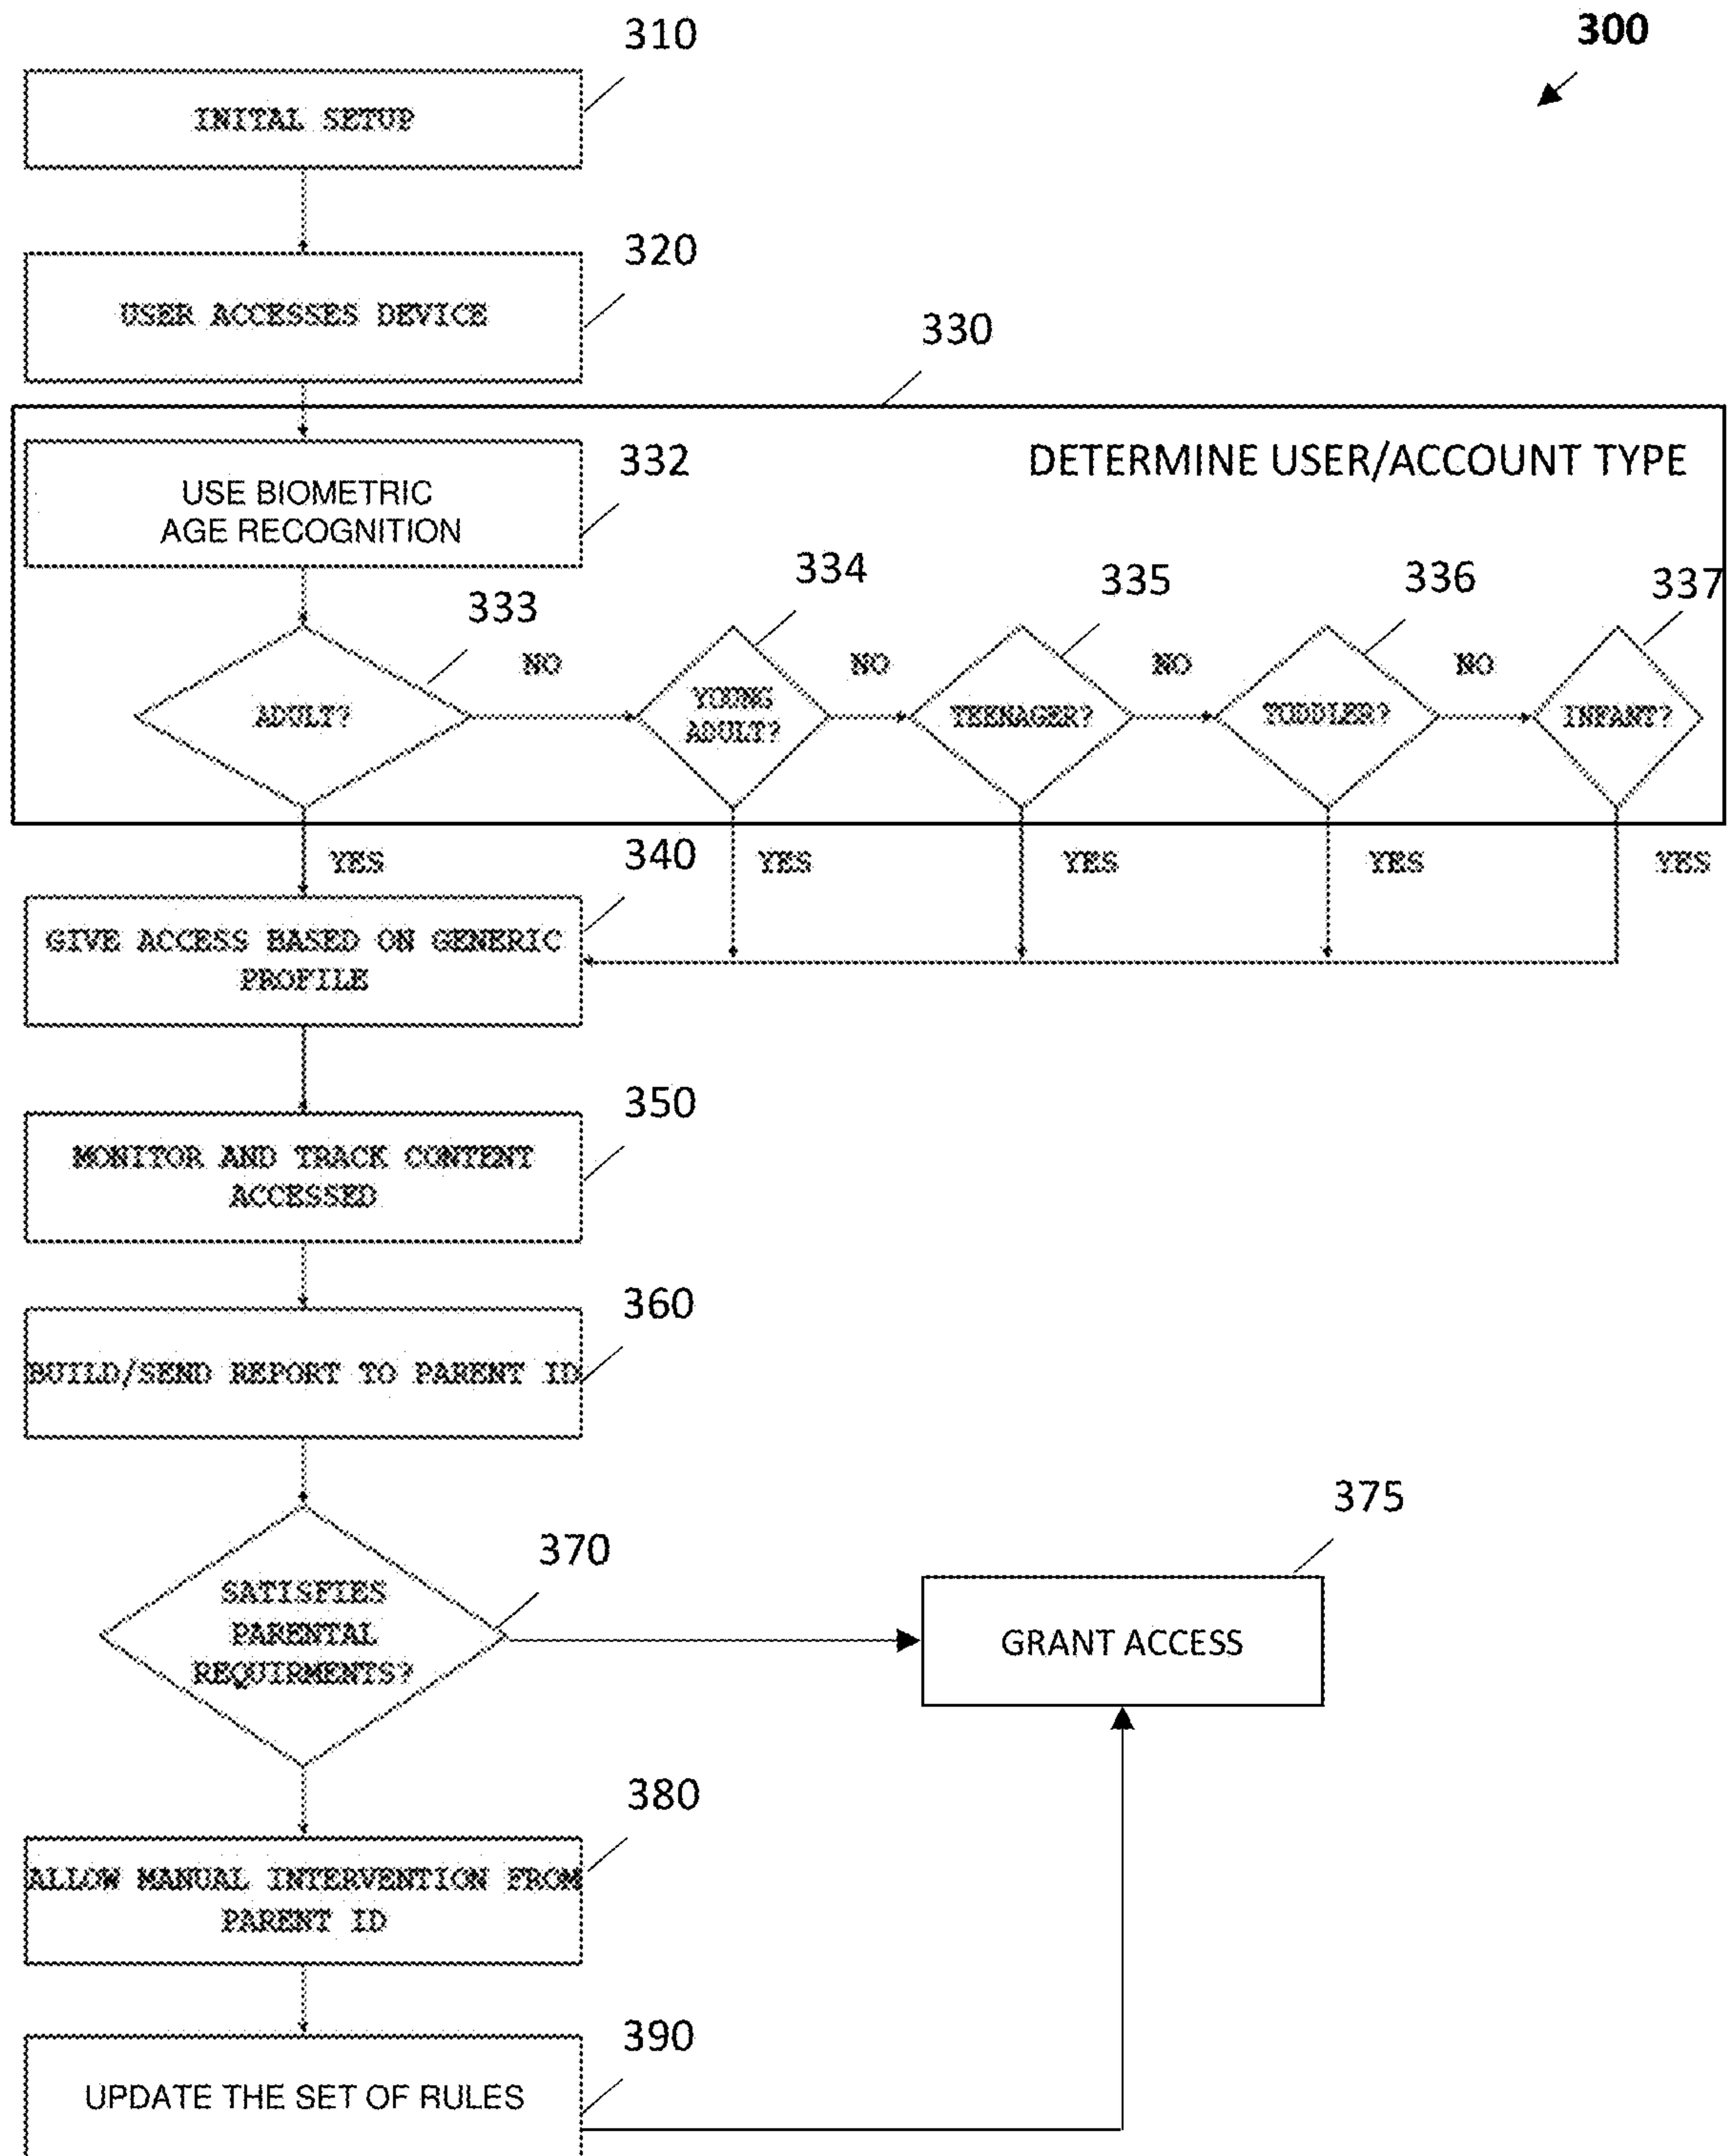 310
300
INITAL SETUP
320
USER ACCESSES DEVICE
330
DETERMINE USER/ACCOUNT TYPE
332
USE BIOMETRIC
AGE RECOGNITION
333
334
335
336
337
ADULT?
NO
YOUNG
ADULT?
NO
TEENAGER?
NO
TODDLER?
NO
INFANT?
YES
340
YES
YES
YES
YES
GIVE ACCESS BASED ON GENERIC
PROFILE
350
MONITOR AND TRACK CONTENT
ACCESSED
360
BUILD/SEND REPORT TO PARENT ID
370
SATISFIES
PARENTAL
REQUIRMENTS?
375
GRANT ACCESS
380
ALLOW MANUAL INTERVENTION FROM
PARENT ID
390
UPDATE THE SET OF RULES